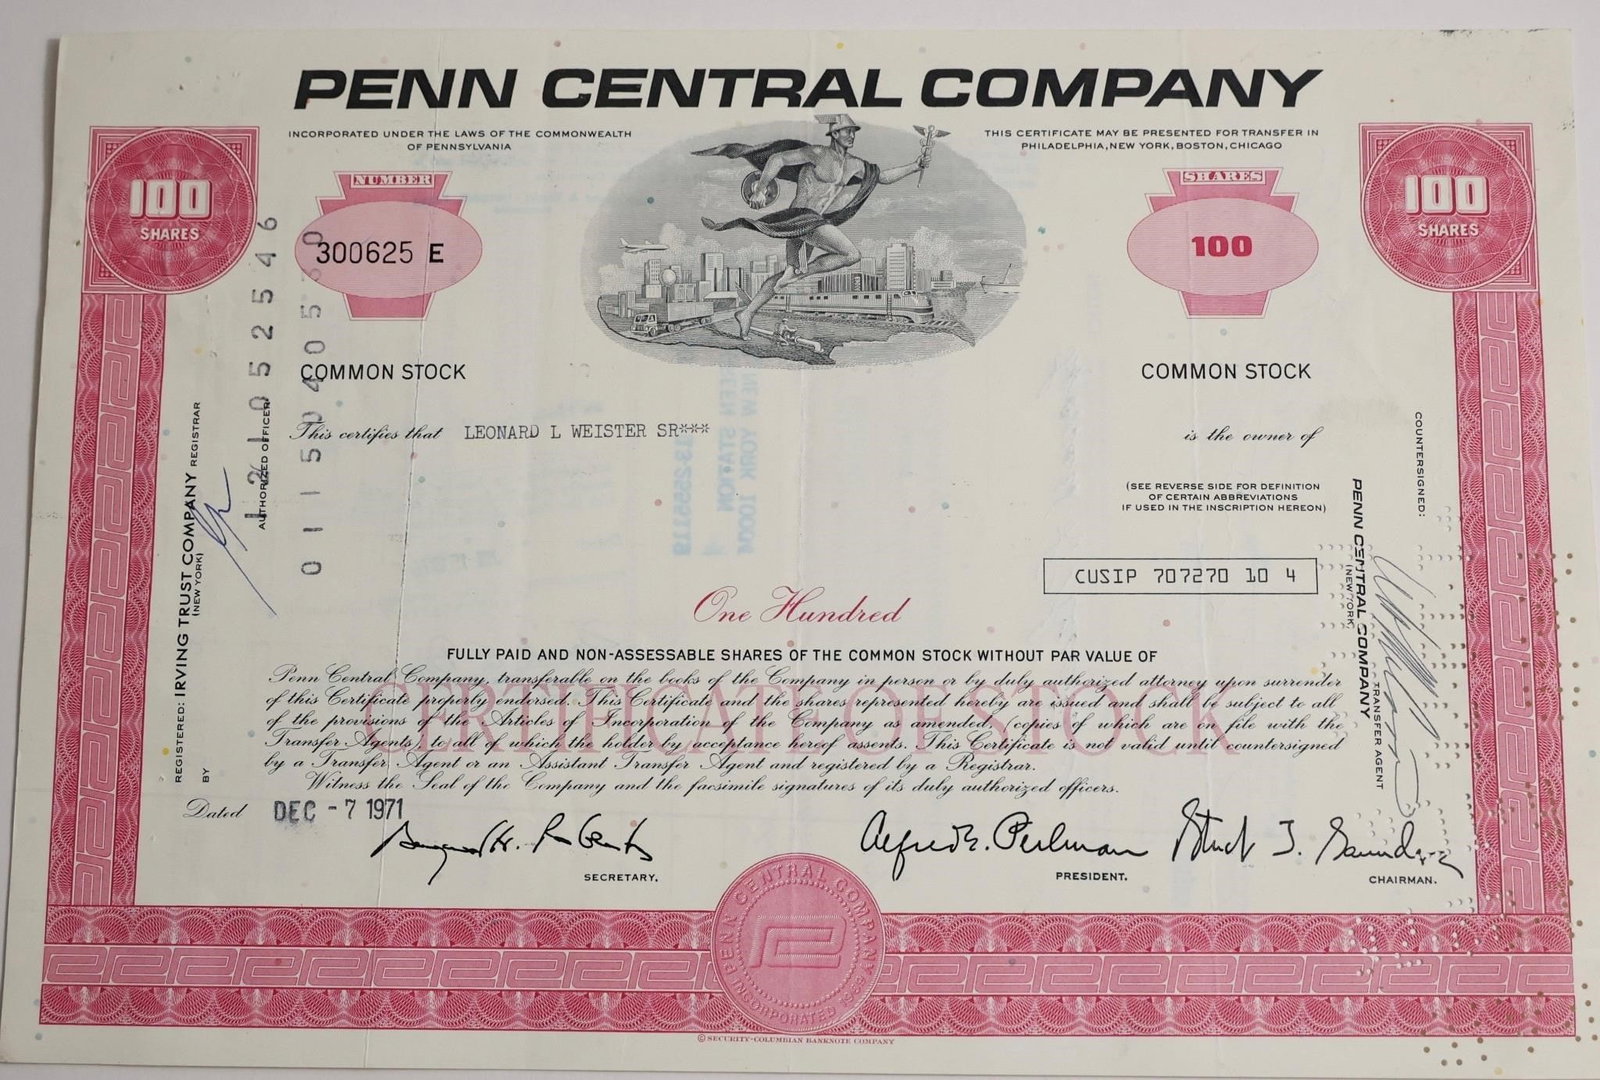 PENN CENTRAL COMPANY
INCORPORATED UNDER THE LAWS OF THE COMMONWEALTH
OF PENNSYLVANIA
THIS CERTIFICATE MAY BE PRESENTED FOR TRANSFER IN
PHILADELPHIA, NEW YORK, BOSTON, CHICAGO
100
SHARES
NUMBER
300625 E
SHARES
100
100
SHARES
12 1052546
COMMON STOCK
COMMON STOCK
This certifies that LEONARD L WEISTER SR***
is the owner of
(SEE REVERSE SIDE FOR DEFINITION
OF CERTAIN ABBREVIATIONS
IF USED IN THE INSCRIPTION HEREON)
CUSIP 707270 10 4
One Hundred
FULLY PAID AND NON-ASSESSABLE SHARES OF THE COMMON STOCK WITHOUT PAR VALUE OF
Penn Central Company, transferable on the books of the Company in person or by duly authorized attorney upon surrender
of this Certificate properly endorsed. This Certificate and the shares represented hereby are issued and shall be subject to all
of the provisions of the Articles of Incorporation of the Company as amended, (copies of which are on file with the
Transfer Agents) to all of which the holder by acceptance hereof assents. This Certificate is not valid until countersigned
by a Transfer Agent or an Assistant Transfer Agent and registered by a Registrar.
Witness the Seal of the Company and the facsimile signatures of its duly authorized officers.
CERTIFICATE OF STOCK
Dated DEC - 7 1971
Alfred E. Perlman
Stuart T. Saunders
SECRETARY.
PRESIDENT.
CHAIRMAN.
REGISTERED: IRVING TRUST COMPANY REGISTRAR
(NEW YORK)
BY
AUTHORIZED OFFICER
COUNTERSIGNED:
PENN CENTRAL COMPANY
(NEW YORK)
TRANSFER AGENT
PENN CENTRAL COMPANY
INCORPORATED
© SECURITY-COLUMBIAN BANKNOTE COMPANY